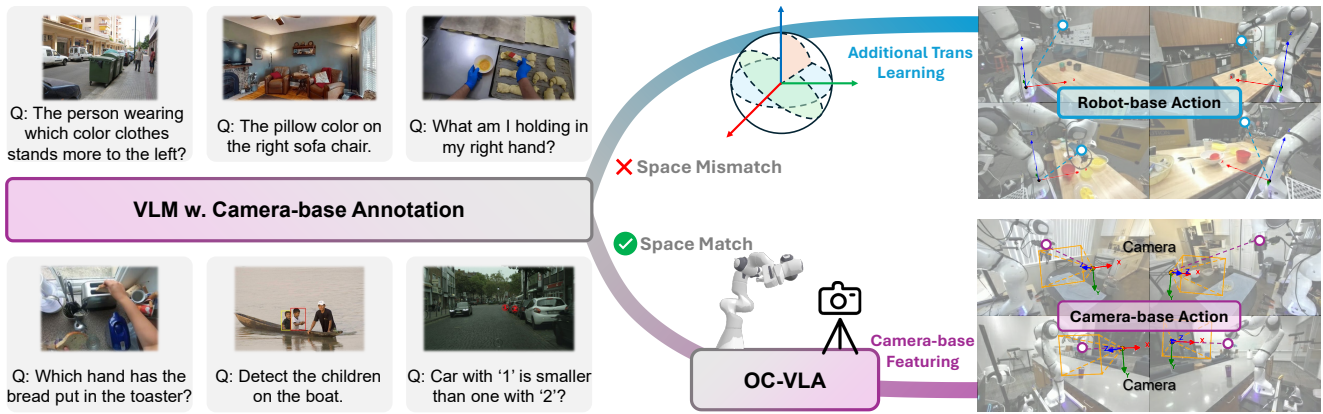 Q: The person wearing
which color clothes
stands more to the left?
Q: The pillow color on
the right sofa chair.
Q: What am I holding in
my right hand?
VLM w. Camera-base Annotation
Q: Which hand has the
bread put in the toaster?
Q: Detect the children
on the boat.
Q: Car with ‘1’ is smaller
than one with ‘2’?
Additional Trans
Learning
Space Mismatch
Space Match
Camera-base
Featuring
OC-VLA
Robot-base Action
Camera
Camera-base Action
Camera